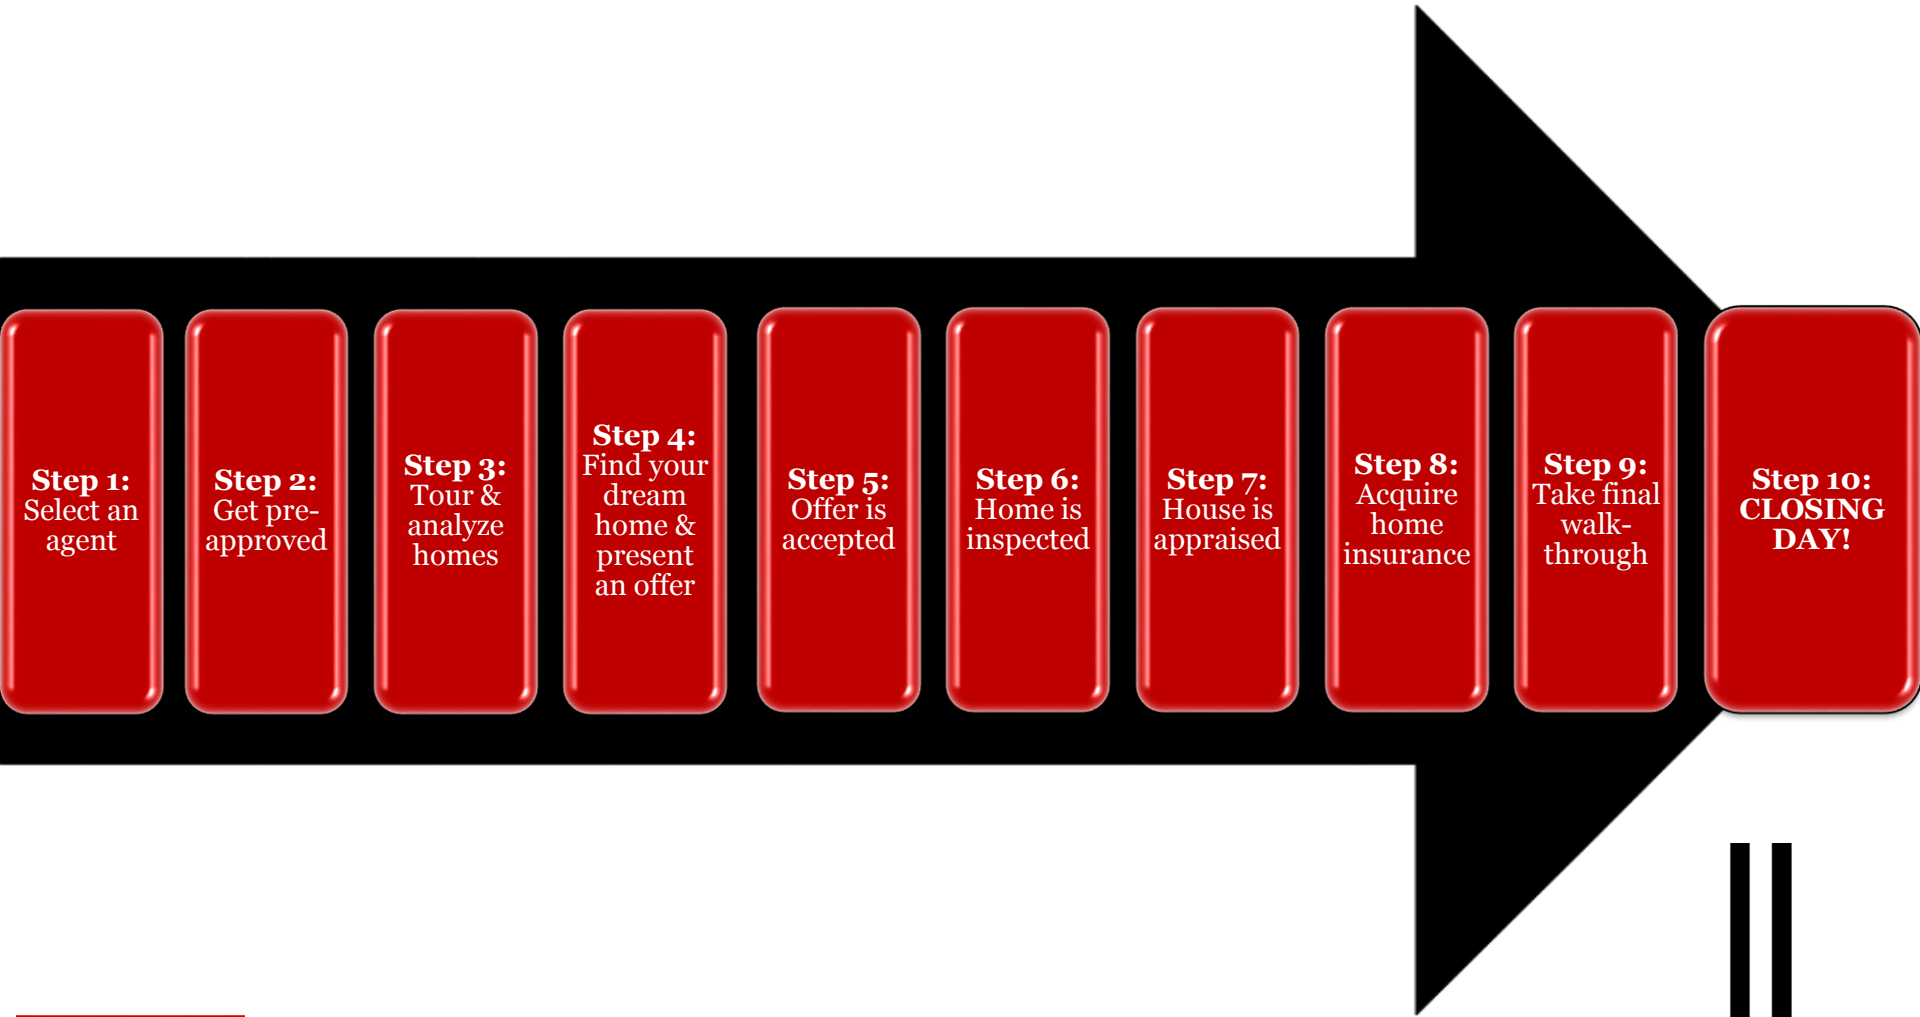 Step 1:
Select an
agent
Step 2:
Get pre-
approved
Step 3:
Tour &
analyze
homes
Step 4:
Find your
dream
home &
present
an offer
Step 5:
Offer is
accepted
Step 6:
Home is
inspected
Step 7:
House is
appraised
Step 8:
Acquire
home
insurance
Step 9:
Take final
walk-
through
Step 10:
CLOSING
DAY!